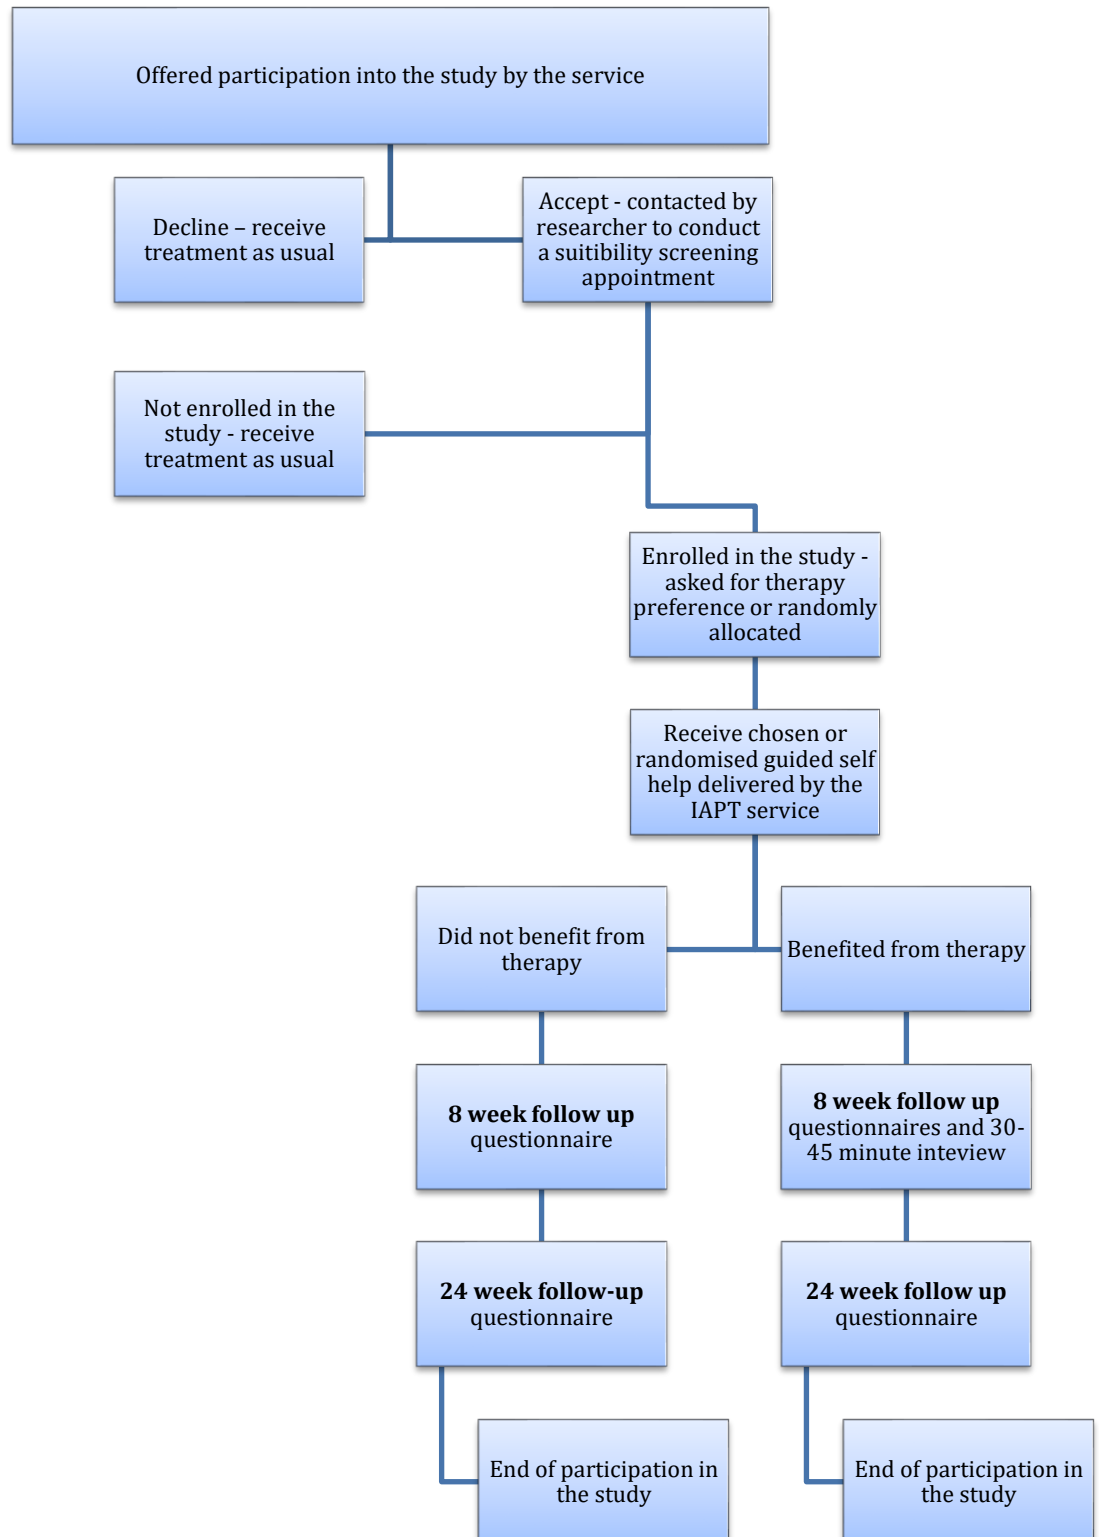 Offered participation into the study by the service
Decline – receive
treatment as usual
Accept - contacted by
researcher to conduct
a suitibility screening
appointment
Not enrolled in the
study - receive
treatment as usual
Enrolled in the study -
asked for therapy
preference or randomly
allocated
Receive chosen or
randomised guided self
help delivered by the
IAPT service
Did not benefit from
therapy
Benefited from therapy
8 week follow up
questionnaire
8 week follow up
questionnaires and 30-
45 minute inteview
24 week follow-up
questionnaire
24 week follow up
questionnaire
End of participation in
the study
End of participation in
the study